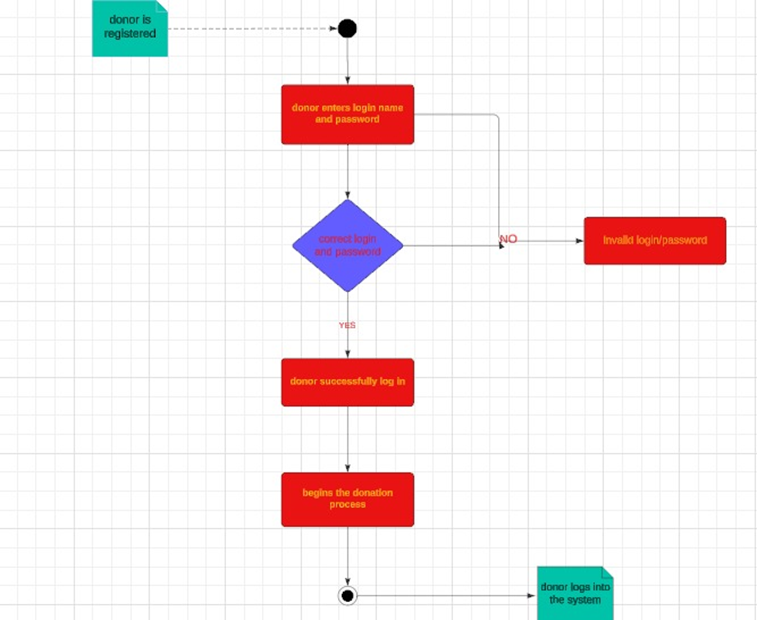 donor is
registered
donor enters login name
and password
correct login
and password
NO
Invalid login/password
YES
donor successfully log in
begins the donation
process
donor logs into
the system